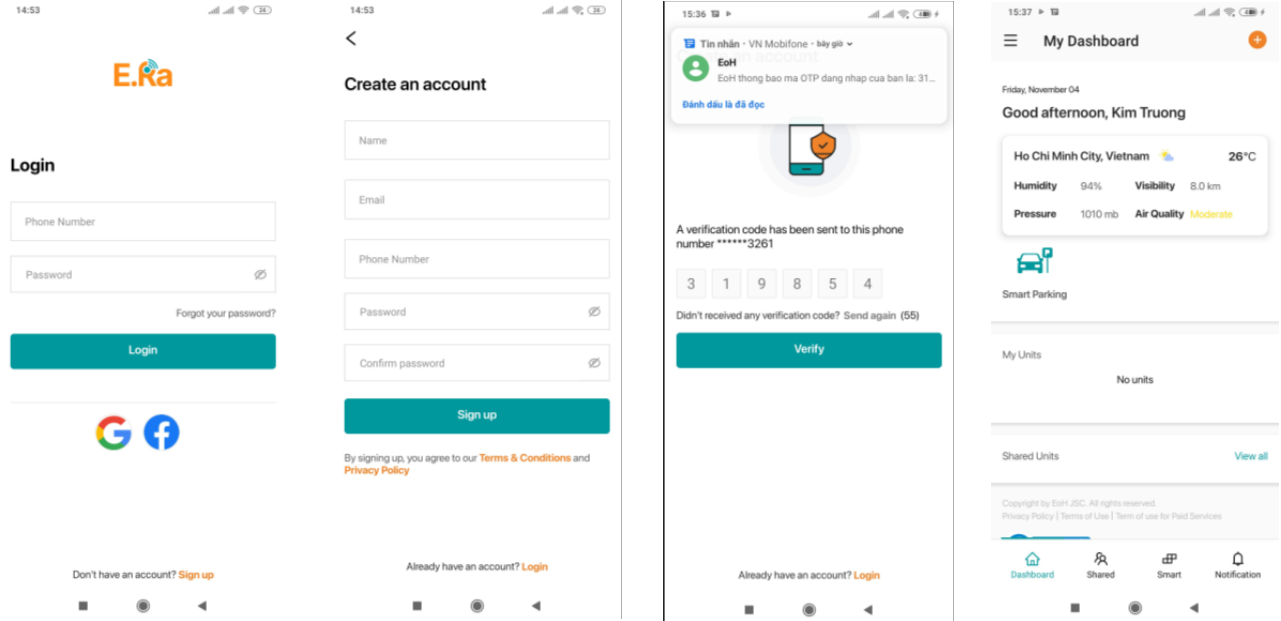 14:53
24
E.Ra
Login
Phone Number
Password
Forgot your password?
Login
Don't have an account? Sign up
14:53
24
Create an account
Name
Email
Phone Number
Password
Confirm password
Sign up
By signing up, you agree to our Terms & Conditions and
Privacy Policy
Already have an account? Login
15:36
Tin nhắn · VN Mobifone · bây giờ
EoH
EoH thong bao ma OTP dang nhap cua ban la: 31...
Đánh dấu là đã đọc
A verification code has been sent to this phone
number ******3261
3 1 9 8 5 4
Didn't received any verification code? Send again (55)
Verify
Already have an account? Login
15:37
My Dashboard
Friday, November 04
Good afternoon, Kim Truong
Ho Chi Minh City, Vietnam 26°C
Humidity 94% Visibility 8.0 km
Pressure 1010 mb Air Quality Moderate
Smart Parking
My Units
No units
Shared Units View all
Copyright by EoH JSC. All rights reserved.
Privacy Policy | Terms of Use | Term of use for Paid Services
Dashboard Shared Smart Notification